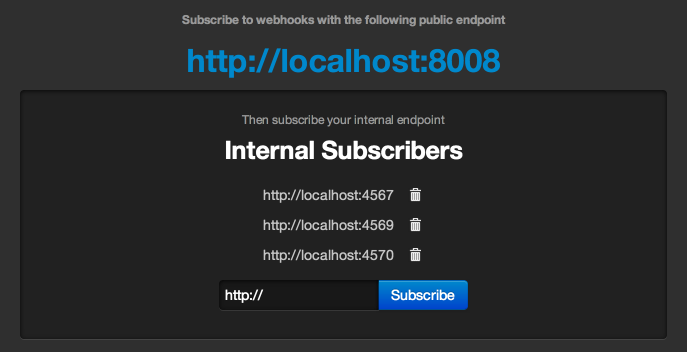 Subscribe to webhooks with the following public endpoint
http://localhost:8008
Then subscribe your internal endpoint
Internal Subscribers
http://localhost:4567
http://localhost:4569
http://localhost:4570
http:// Subscribe